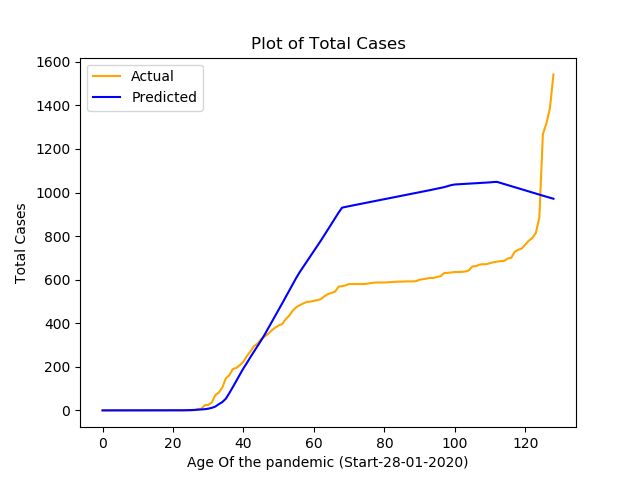 Plot of Total Cases
Actual
Predicted
1600
1400
1200
1000
800
600
400
200
0
Total Cases
0 20 40 60 80 100 120
Age Of the pandemic (Start-28-01-2020)